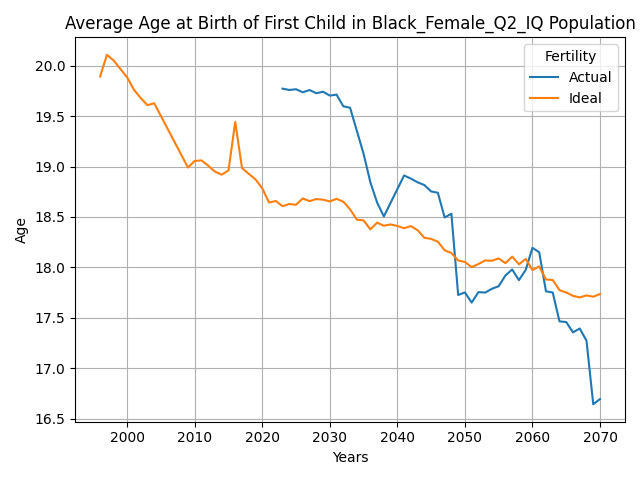 Average Age at Birth of First Child in Black_Female_Q2_IQ Population
Fertility
Actual
Ideal
Age
20.0
19.5
19.0
18.5
18.0
17.5
17.0
16.5
2000 2010 2020 2030 2040 2050 2060 2070
Years